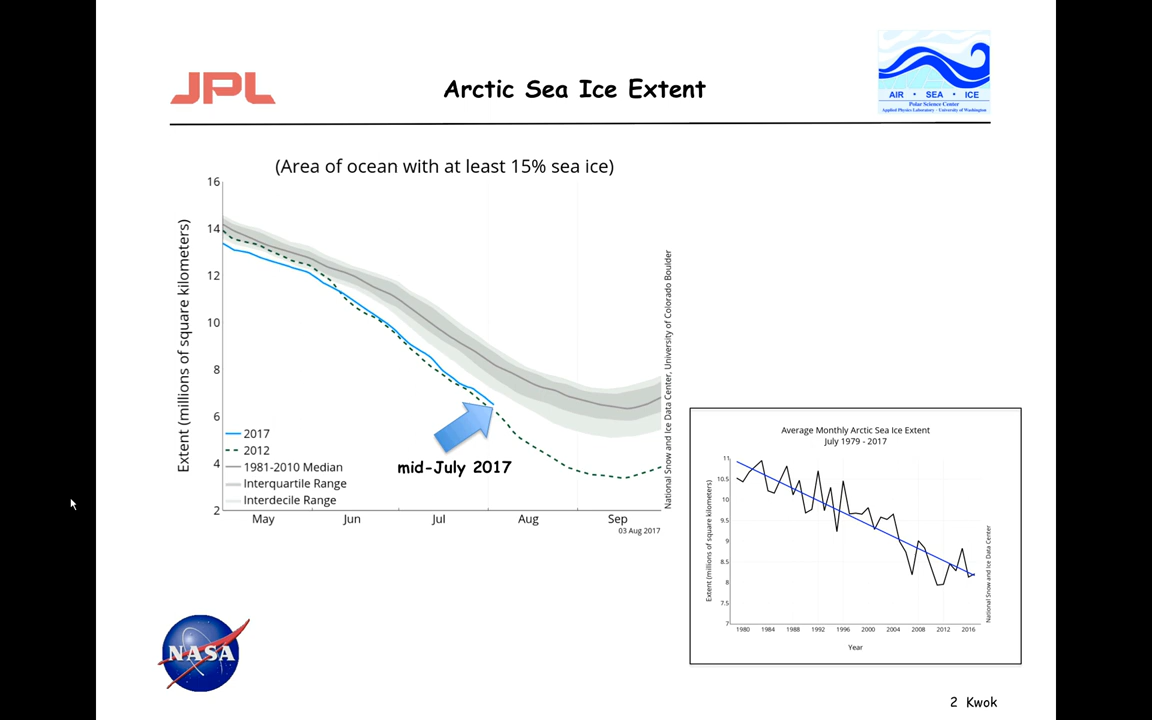 JPL
Arctic Sea Ice Extent
AIR • SEA • ICE
Polar Science Center
Applied Physics Laboratory - University of Washington
(Area of ocean with at least 15% sea ice)
Extent (millions of square kilometers)
16
14
12
10
8
6
4
2
2017
2012
1981-2010 Median
Interquartile Range
Interdecile Range
mid-July 2017
May
Jun
Jul
Aug
Sep
03 Aug 2017
National Snow and Ice Data Center, University of Colorado Boulder
Average Monthly Arctic Sea Ice Extent
July 1979 - 2017
Extent (millions of square kilometers)
11
10.5
10
9.5
9
8.5
8
7.5
7
1980
1984
1988
1992
1996
2000
2004
2008
2012
2016
Year
National Snow and Ice Data Center
NASA
2 Kwok